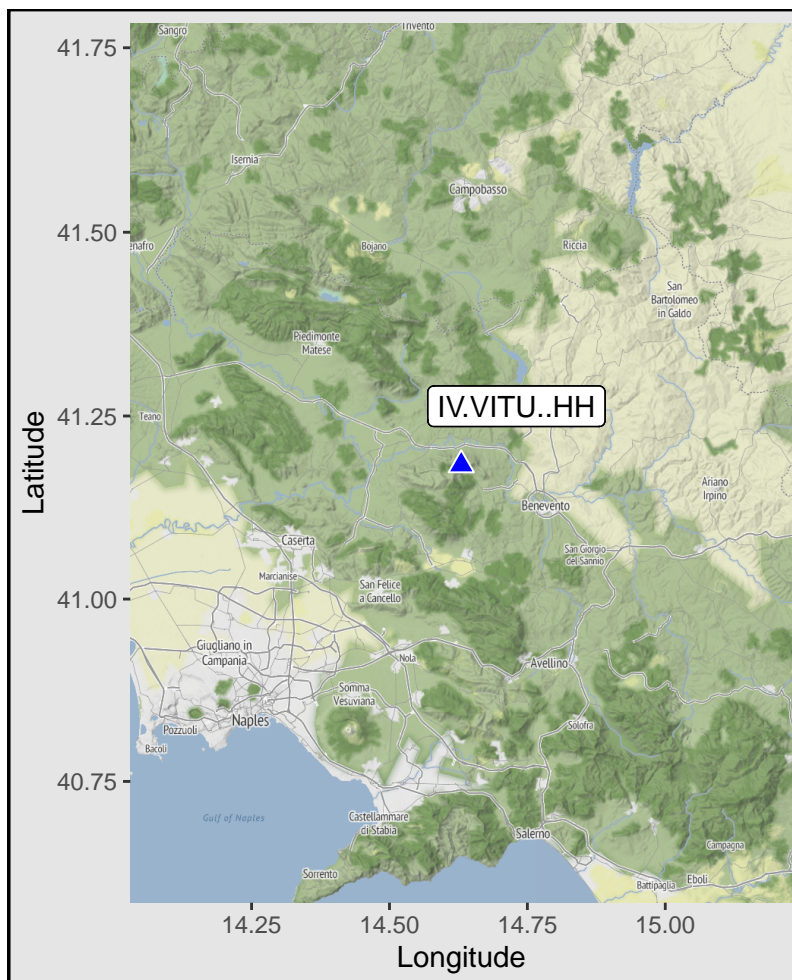 41.75
41.50
41.25
41.00
40.75
Latitude
14.25
14.50
14.75
15.00
Longitude
IV.VITU..HH
Sangro
Trivento
Isernia
Campobasso
enafro
Bojano
Riccia
San
Bartolomeo
in Galdo
Piedimonte
Matese
Teano
Ariano
Irpino
Benevento
Caserta
San Giorgio
del Sannio
Marcianise
San Felice
a Cancello
Giugliano in
Campania
Nola
Avellino
Somma
Vesuviana
Naples
Pozzuoli
Solofra
Bacoli
Gulf of Naples
Castellammare
di Stabia
Salerno
Campagna
Sorrento
Eboli
Battipaglia